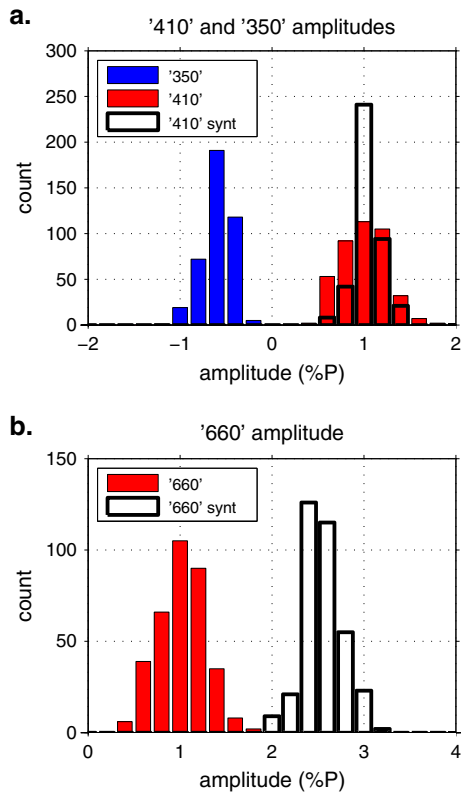 a.
'410' and '350' amplitudes
300
250
200
150
100
50
0
count
'350'
'410'
'410' synt
−2 −1 0 1 2
amplitude (%P)
b.
'660' amplitude
150
100
50
0
count
'660'
'660' synt
0 1 2 3 4
amplitude (%P)